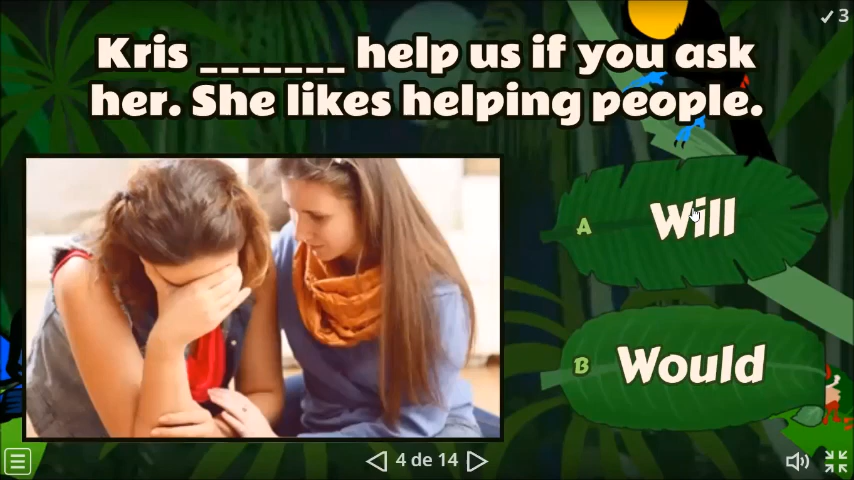 Kris _______ help us if you ask
her. She likes helping people.
A Will
B Would
4 de 14
✓ 3